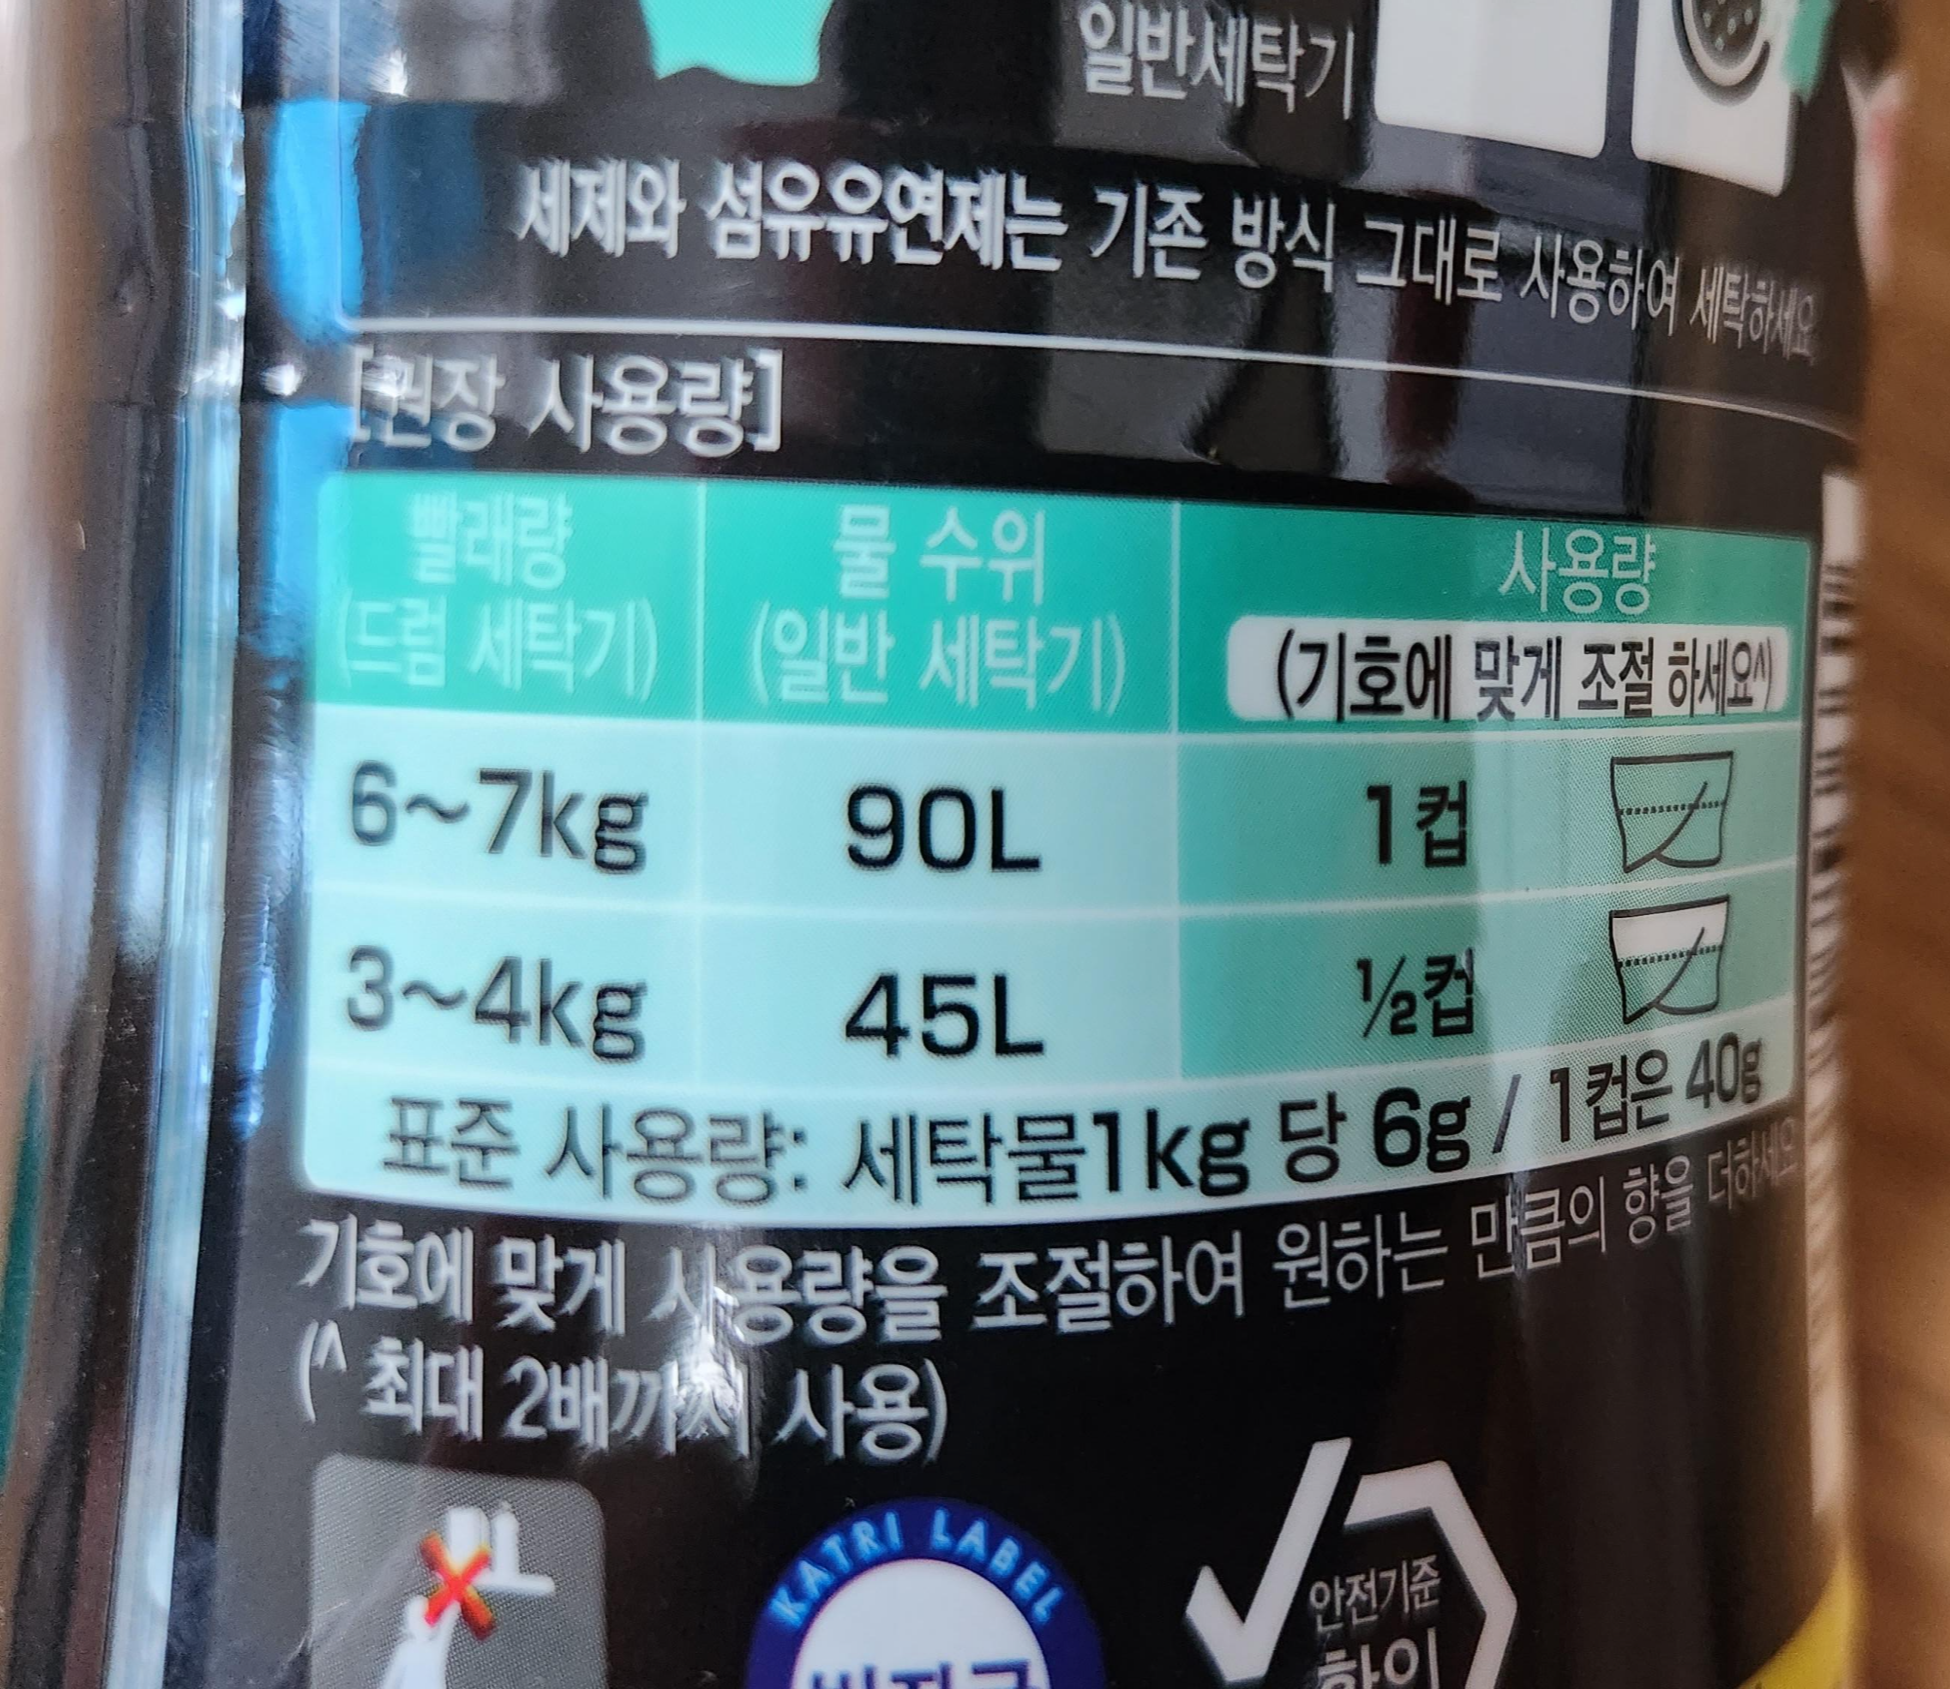 일반세탁기
세제와 섬유유연제는 기존 방식 그대로 사용하여 세탁하세요
[권장 사용량]
빨래량
(드럼 세탁기)
물 수위
(일반 세탁기)
사용량
(기호에 맞게 조절 하세요^)
6~7kg 90L 1컵
3~4kg 45L ½컵
표준 사용량: 세탁물1kg 당 6g / 1컵은 40g
기호에 맞게 사용량을 조절하여 원하는 만큼의 향을 더하세요
(^ 최대 2배까지 사용)
KATRI LABEL
안전기준
확인